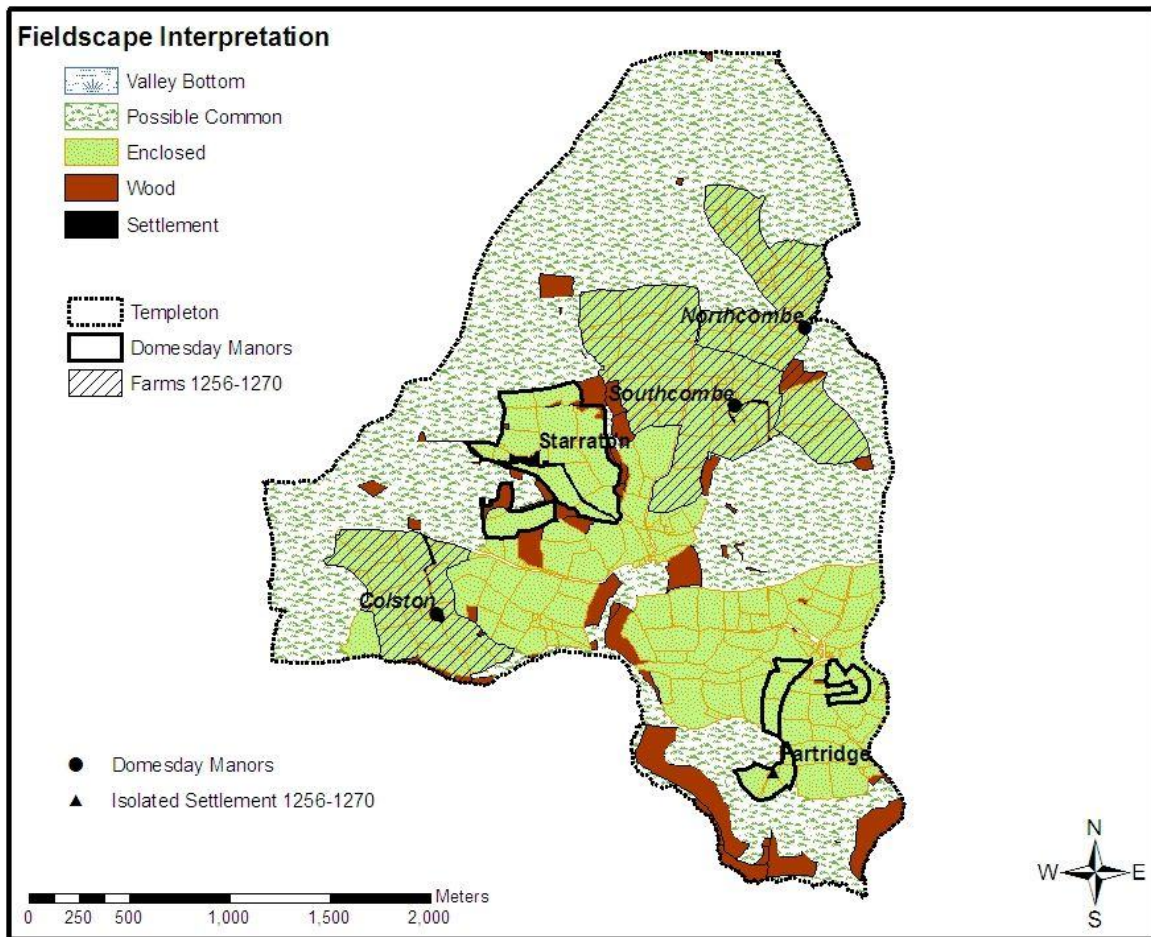 Fieldscape Interpretation
Valley Bottom
Possible Common
Enclosed
Wood
Settlement
Templeton
Domesday Manors
Farms 1256-1270
Northcombe
Southcombe
Starraton
Colston
Partridge
Domesday Manors
Isolated Settlement 1256-1270
N
W E
S
Meters
0 250 500 1,000 1,500 2,000